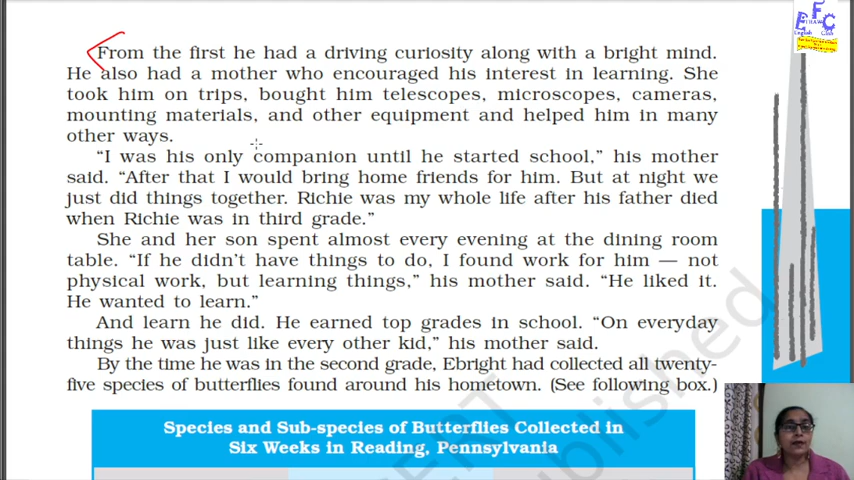 From the first he had a driving curiosity along with a bright mind.
He also had a mother who encouraged his interest in learning. She
took him on trips, bought him telescopes, microscopes, cameras,
mounting materials, and other equipment and helped him in many
other ways.
“I was his only companion until he started school,” his mother
said. “After that I would bring home friends for him. But at night we
just did things together. Richie was my whole life after his father died
when Richie was in third grade.”
She and her son spent almost every evening at the dining room
table. “If he didn’t have things to do, I found work for him — not
physical work, but learning things,” his mother said. “He liked it.
He wanted to learn.”
And learn he did. He earned top grades in school. “On everyday
things he was just like every other kid,” his mother said.
By the time he was in the second grade, Ebright had collected all twenty-
five species of butterflies found around his hometown. (See following box.)
Species and Sub-species of Butterflies Collected in
Six Weeks in Reading, Pennsylvania
EFC
English